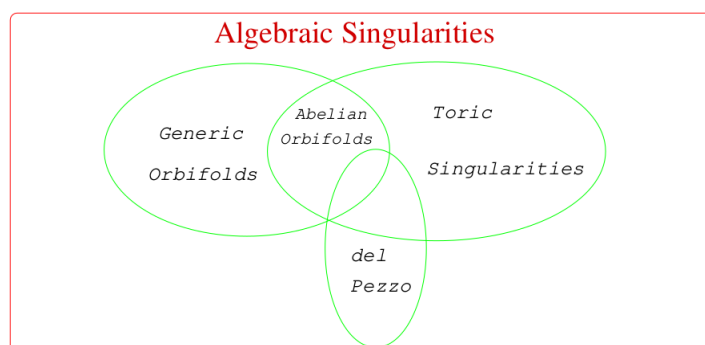 Algebraic Singularities
Abelian
Orbifolds
Generic
Orbifolds
Toric
Singularities
del
Pezzo